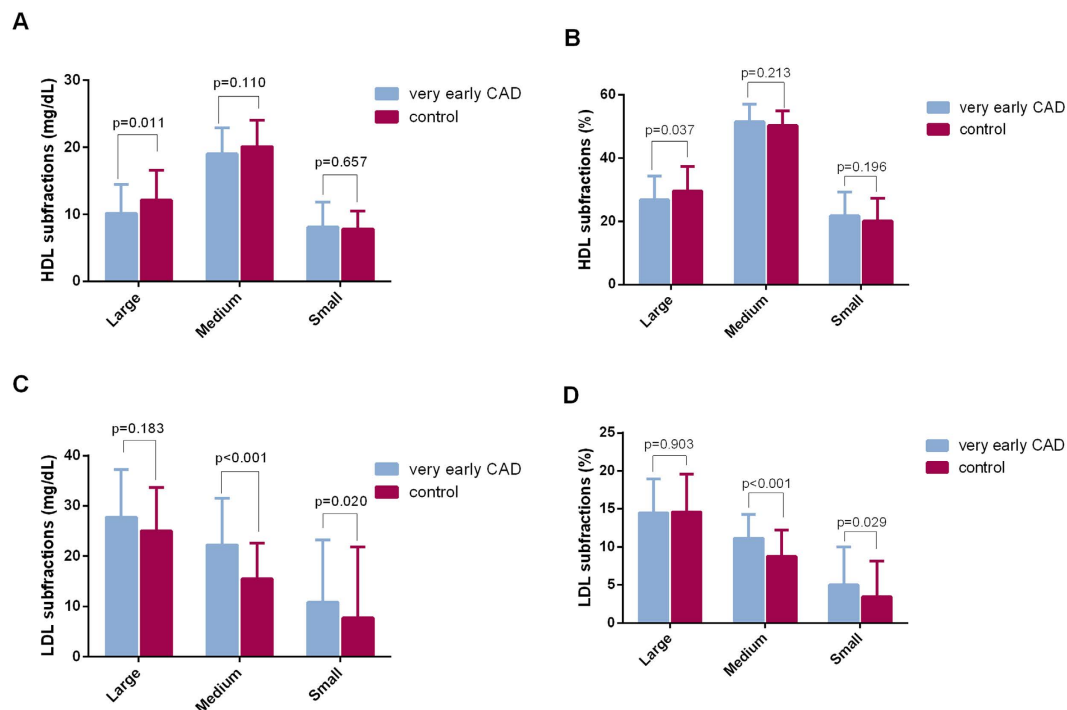 A
HDL subfractions (mg/dL)
30
20
10
0
p=0.011
p=0.110
p=0.657
Large
Medium
Small
very early CAD
control
B
HDL subfractions (%)
60
40
20
0
p=0.037
p=0.213
p=0.196
Large
Medium
Small
very early CAD
control
C
LDL subfractions (mg/dL)
40
30
20
10
0
p=0.183
p<0.001
p=0.020
Large
Medium
Small
very early CAD
control
D
LDL subfractions (%)
25
20
15
10
5
0
p=0.903
p<0.001
p=0.029
Large
Medium
Small
very early CAD
control